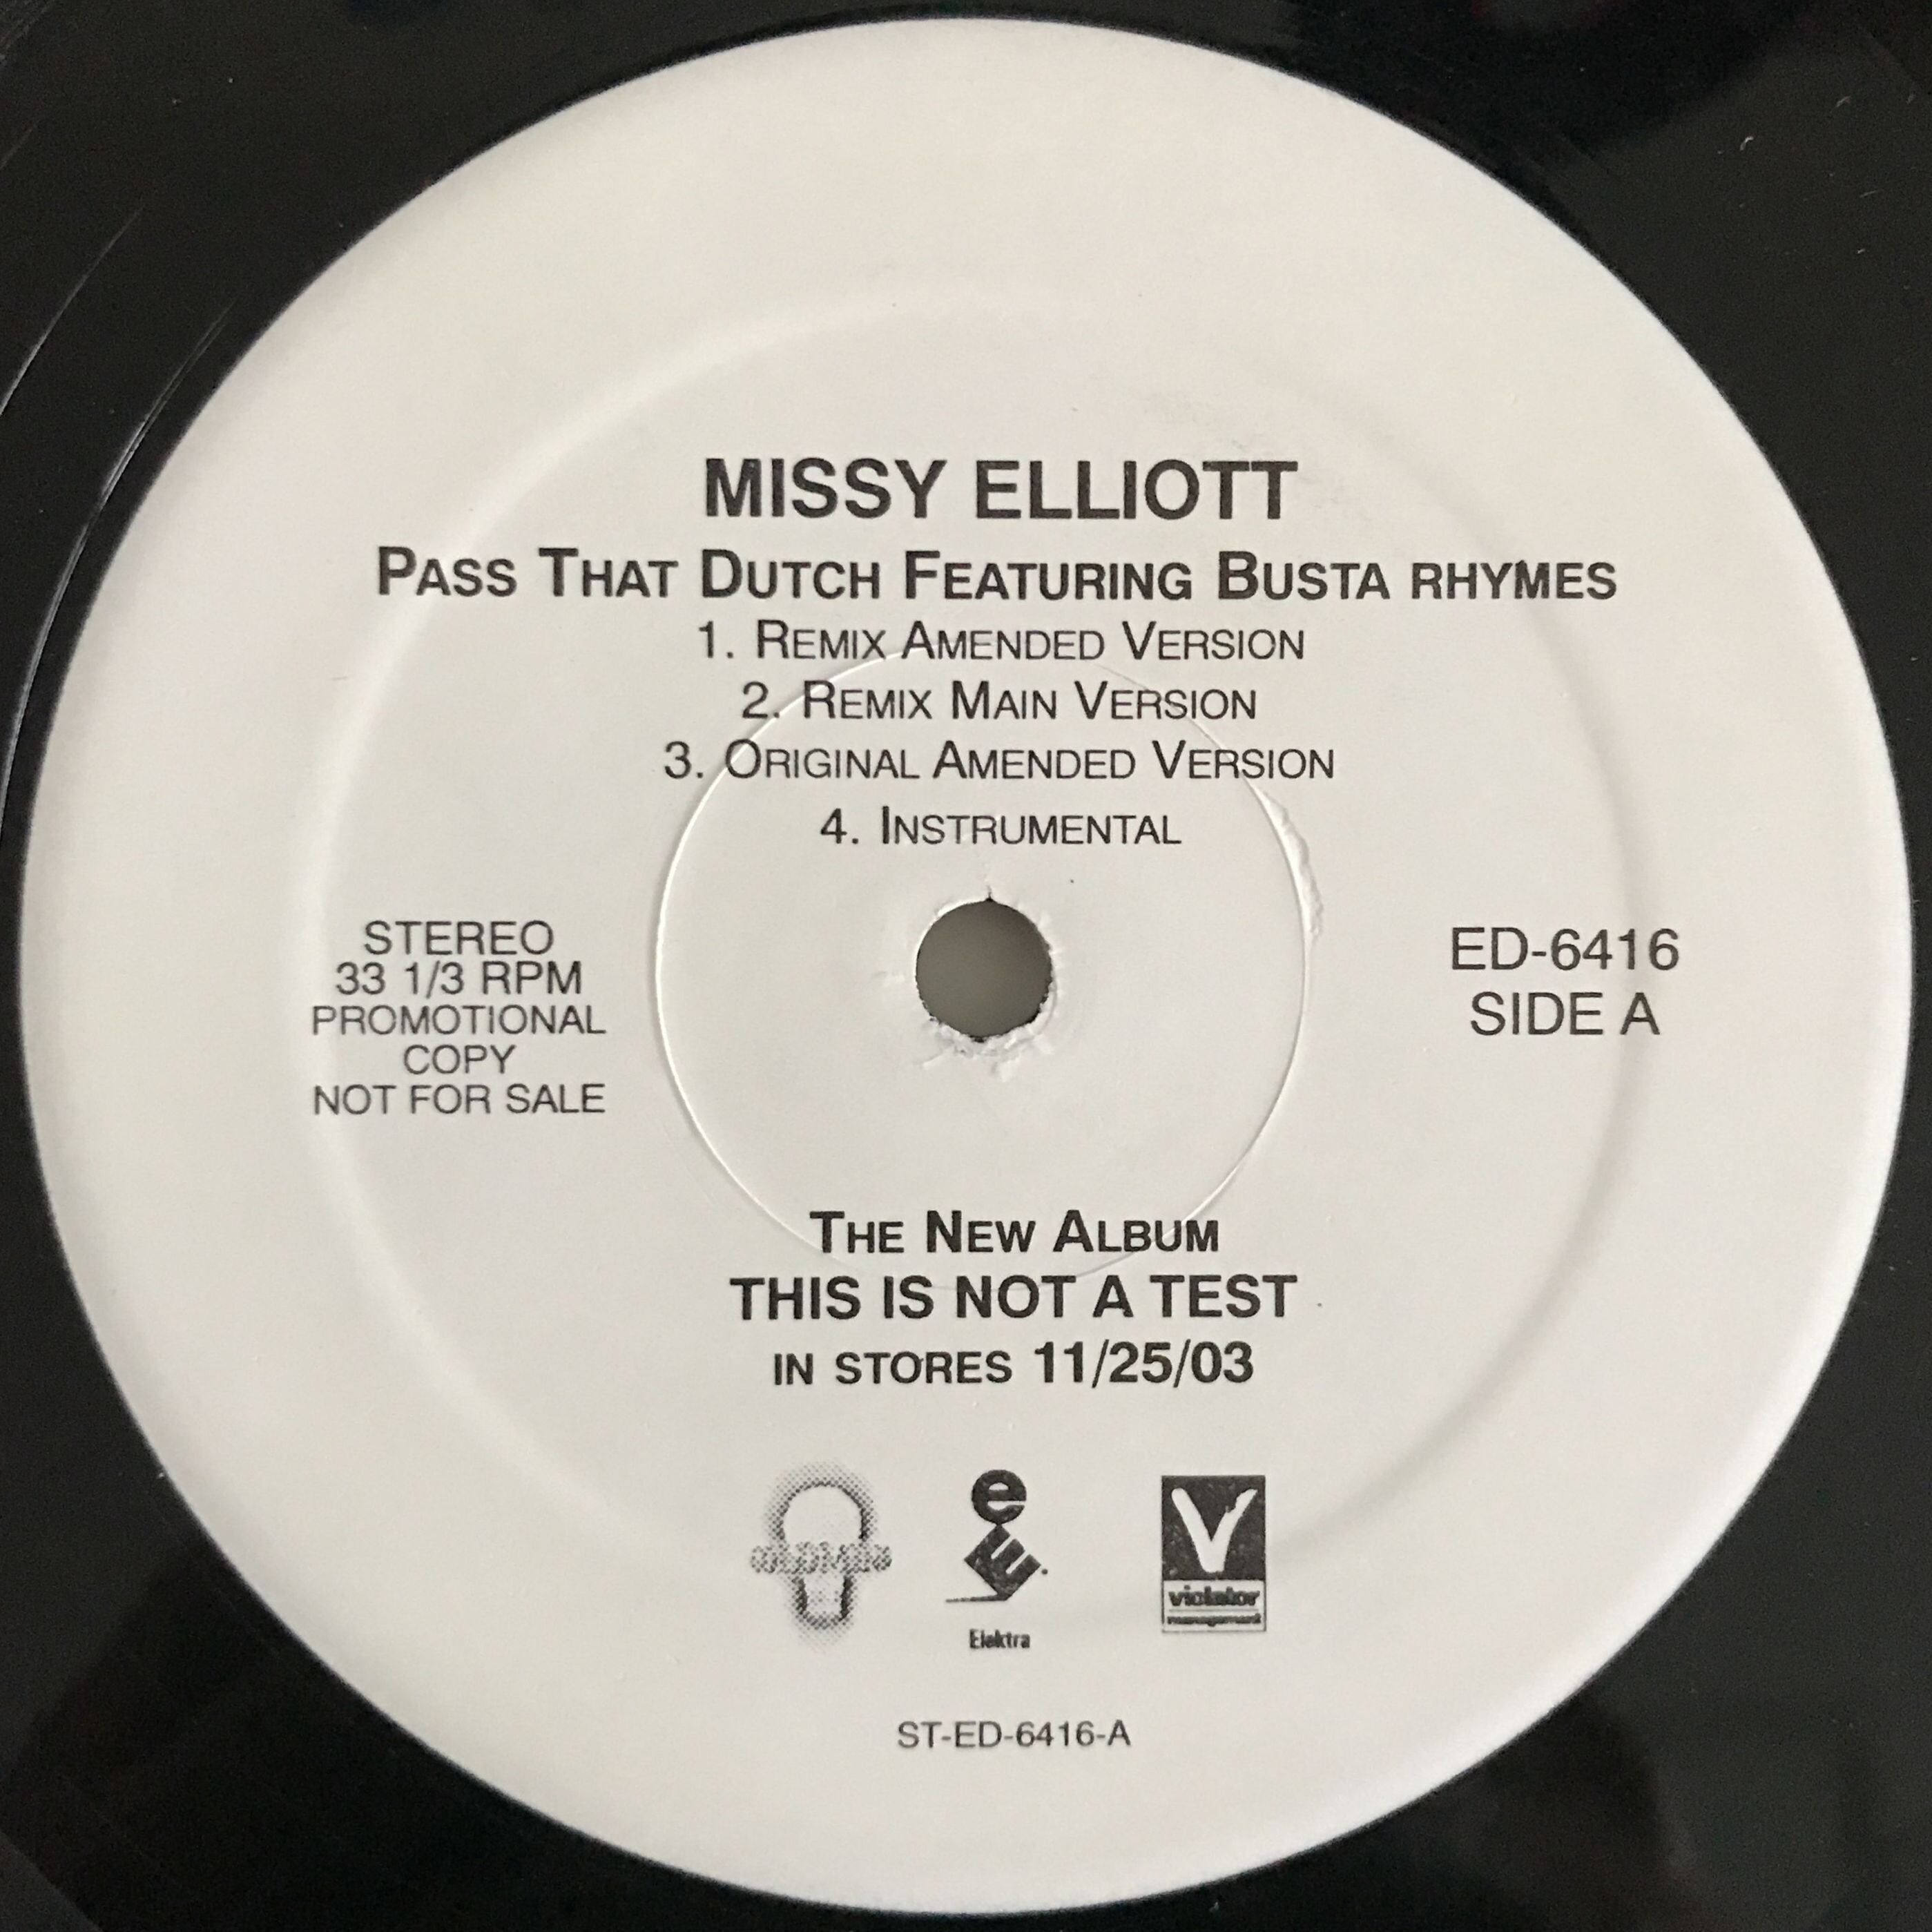 MISSY ELLIOTT
PASS THAT DUTCH FEATURING BUSTA RHYMES
1. REMIX AMENDED VERSION
2. REMIX MAIN VERSION
3. ORIGINAL AMENDED VERSION
4. INSTRUMENTAL
STEREO
33 1/3 RPM
PROMOTIONAL
COPY
NOT FOR SALE
ED-6416
SIDE A
THE NEW ALBUM
THIS IS NOT A TEST
IN STORES 11/25/03
e
E
Elektra
V
violator
management
ST-ED-6416-A